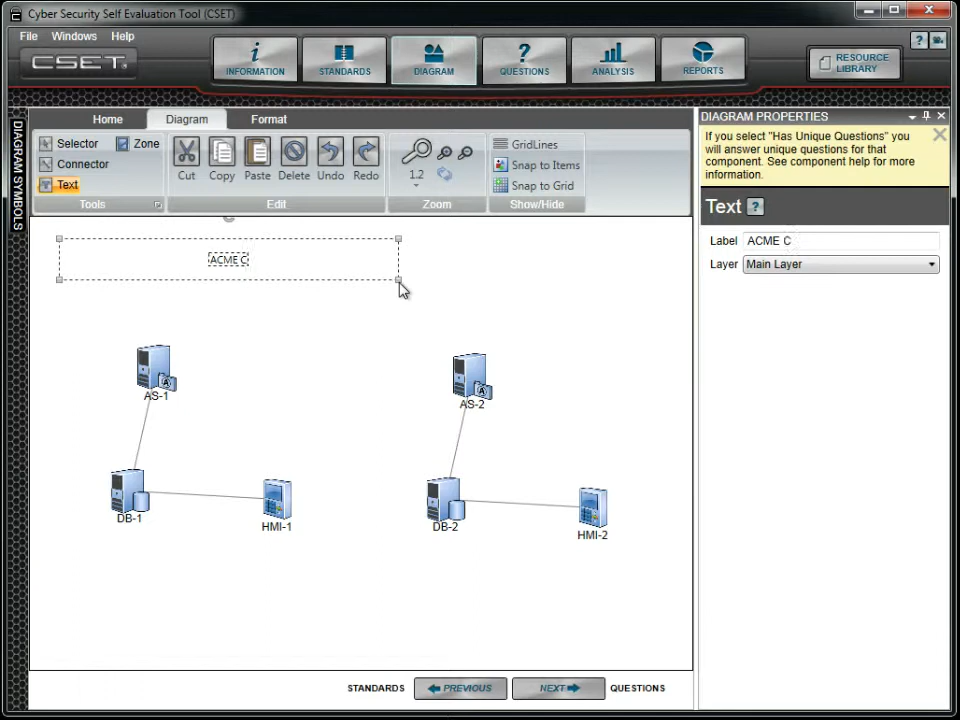 Cyber Security Self Evaluation Tool (CSET)
File Windows Help
CSET
INFORMATION
STANDARDS
DIAGRAM
QUESTIONS
ANALYSIS
REPORTS
RESOURCE
LIBRARY
DIAGRAM SYMBOLS
Home Diagram Format
Selector Zone
Connector
Text
Tools
Cut Copy Paste Delete Undo Redo
Edit
1.2
Zoom
GridLines
Snap to Items
Snap to Grid
Show/Hide
ACME C
AS-1
AS-2
DB-1
HMI-1
DB-2
HMI-2
DIAGRAM PROPERTIES
If you select "Has Unique Questions" you
will answer unique questions for that
component. See component help for more
information.
Text ?
Label ACME C
Layer Main Layer
STANDARDS PREVIOUS NEXT QUESTIONS